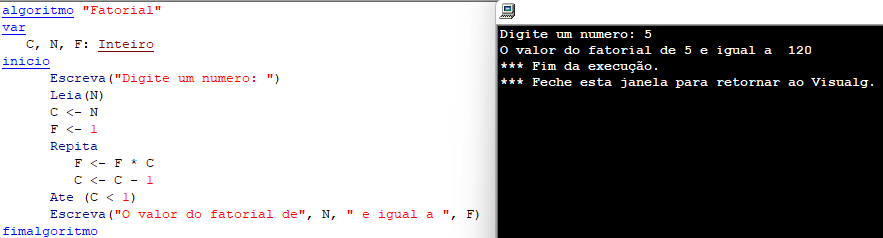 algoritmo "Fatorial"
var
C, N, F: Inteiro
inicio
Escreva("Digite um numero: ")
Leia(N)
C <- N
F <- 1
Repita
F <- F * C
C <- C - 1
Ate (C < 1)
Escreva("O valor do fatorial de", N, " e igual a ", F)
fimalgoritmo
Digite um numero: 5
O valor do fatorial de 5 e igual a  120
*** Fim da execução.
*** Feche esta janela para retornar ao Visualg.